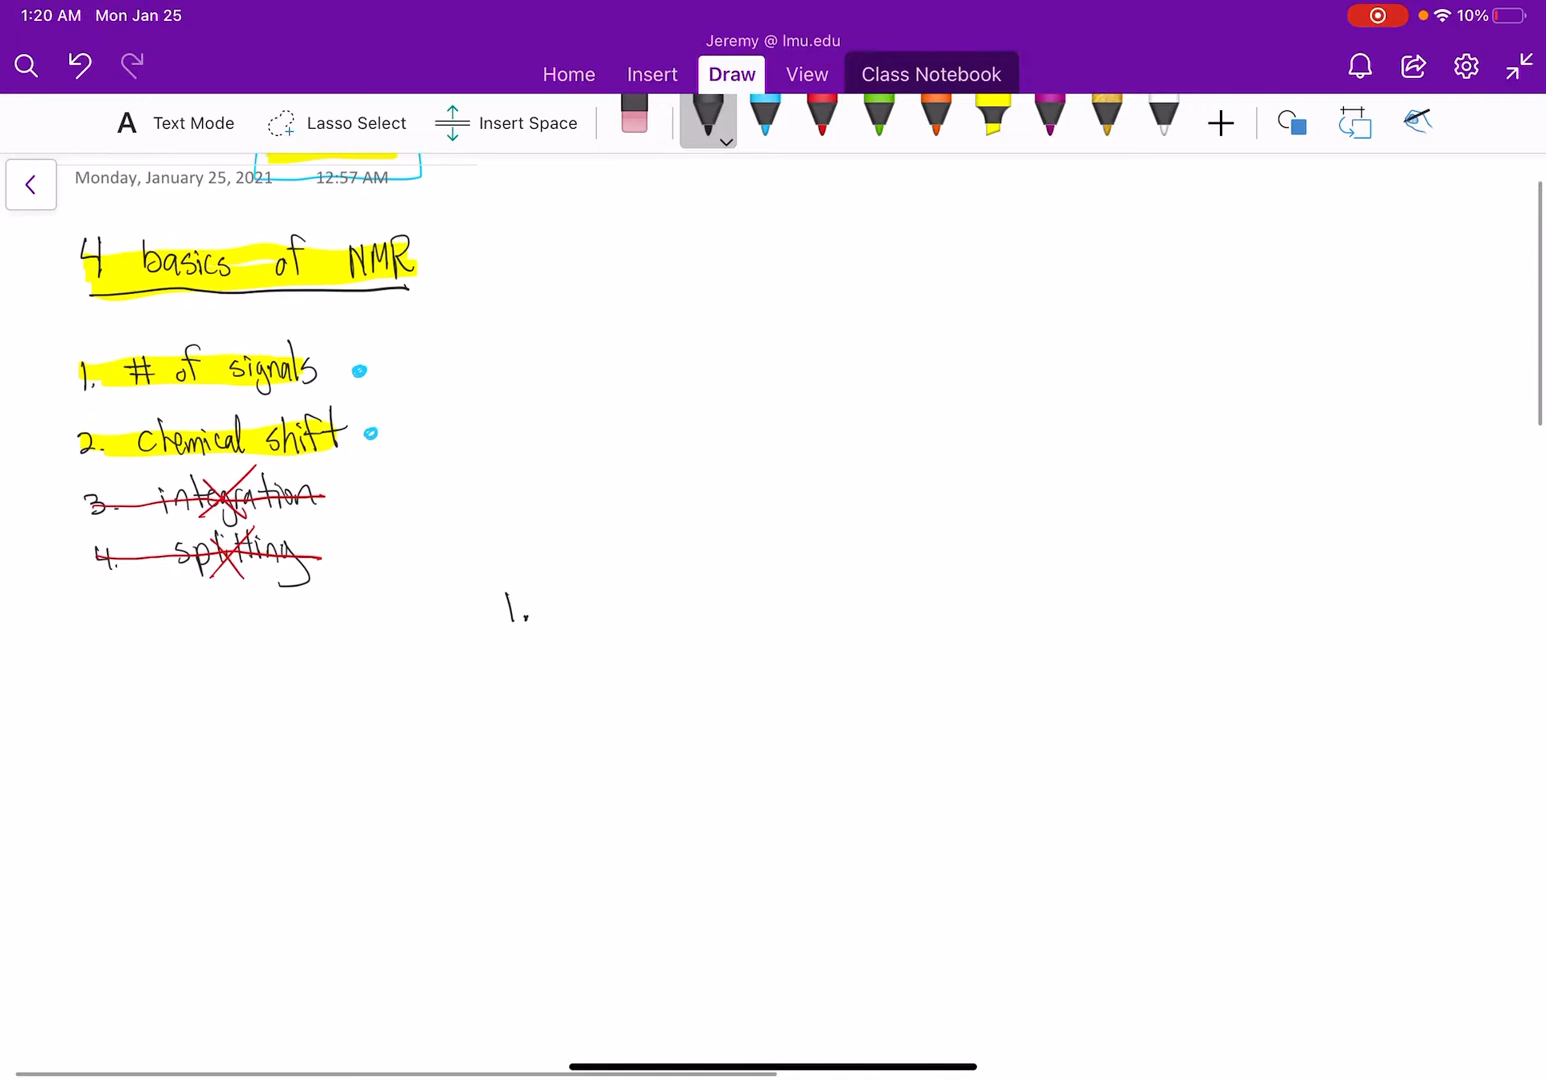 1:20 AM Mon Jan 25
10%
Jeremy @ lmu.edu
Home Insert Draw View Class Notebook
A Text Mode Lasso Select Insert Space
Monday, January 25, 2021 12:57 AM
4 basics of NMR
1. # of signals
2. chemical shift
3. integration
4. splitting
1.